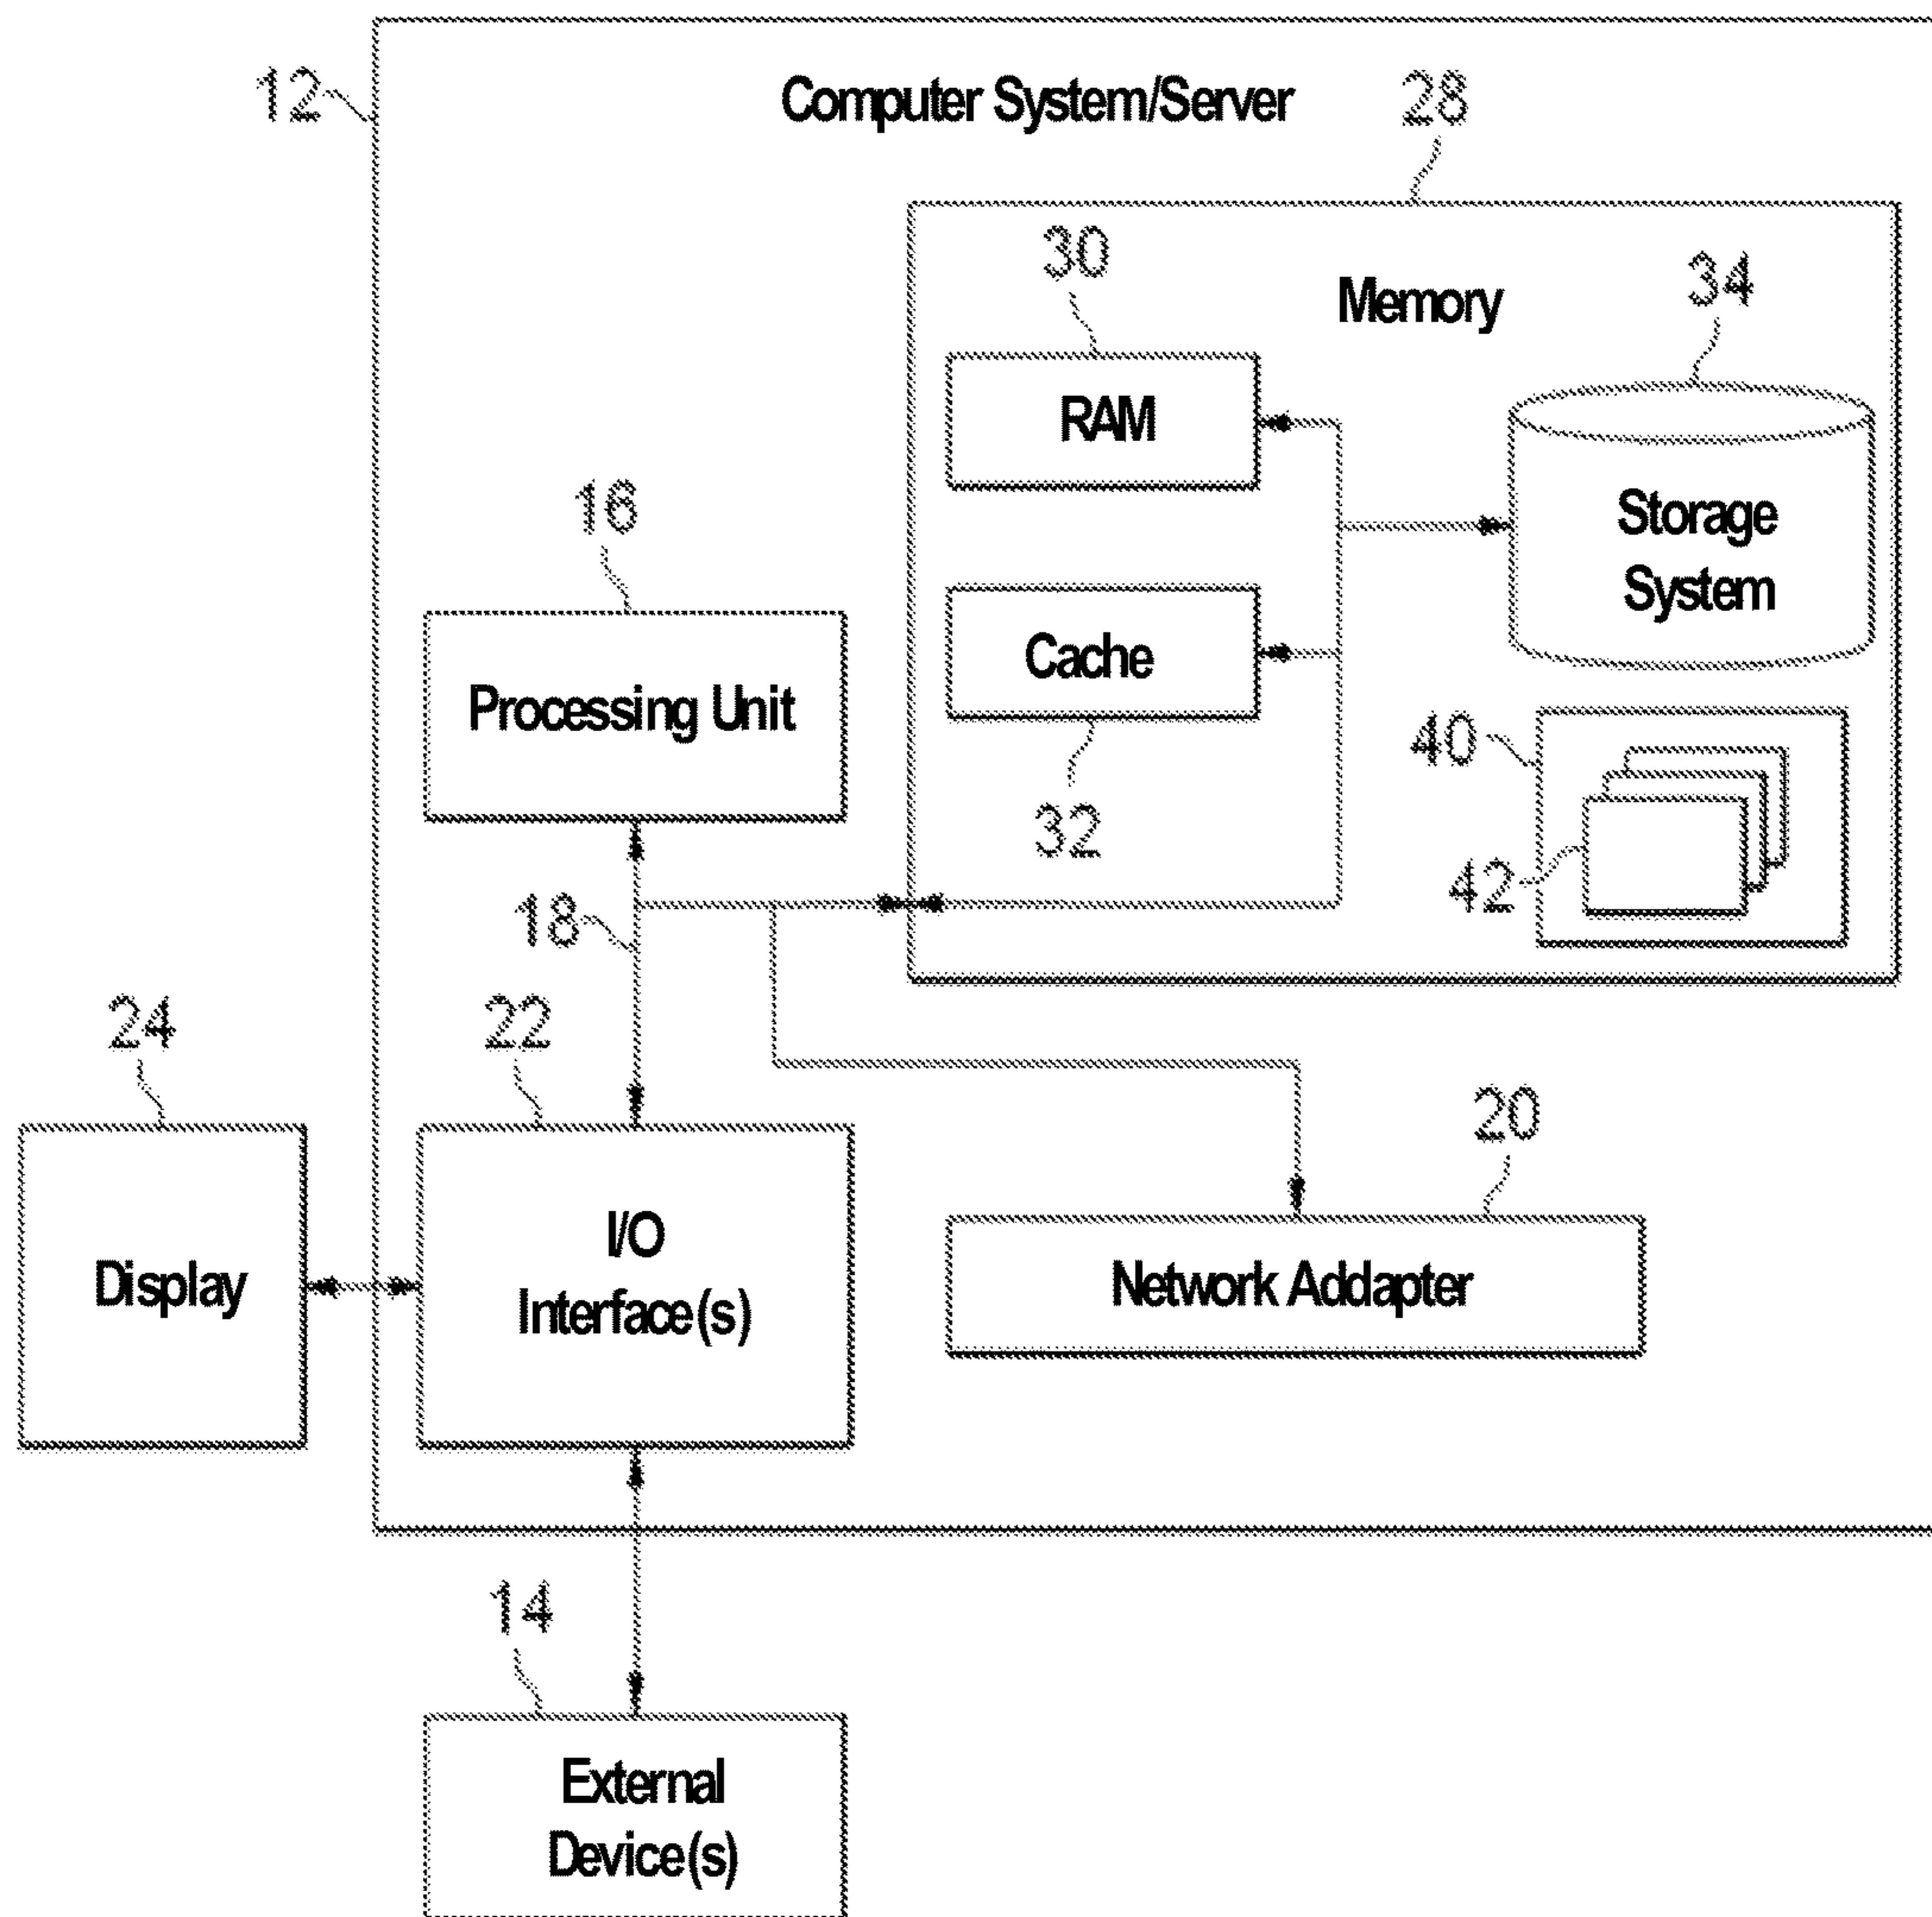 12
Computer System/Server
28
30
Memory
34
RAM
16
Storage
System
Cache
Processing Unit
40
32
42
18
24
22
20
I/O
Interface(s)
Display
Network Addapter
14
External
Device(s)